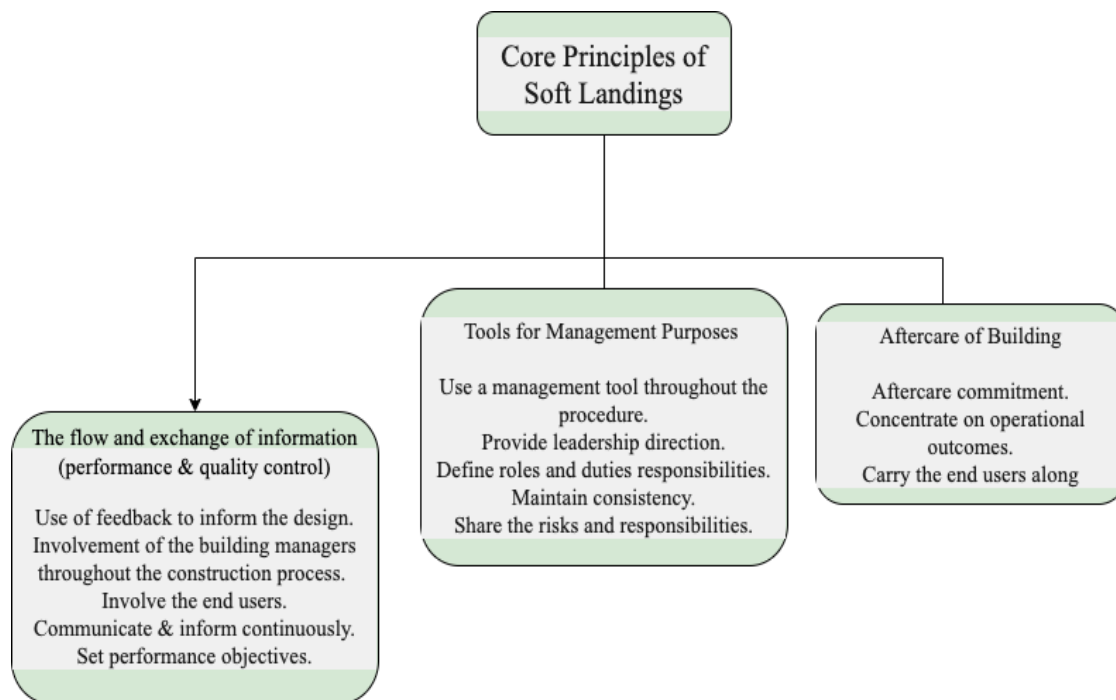 Core Principles of
Soft Landings
The flow and exchange of information
(performance & quality control)
Use of feedback to inform the design.
Involvement of the building managers
throughout the construction process.
Involve the end users.
Communicate & inform continuously.
Set performance objectives.
Tools for Management Purposes
Use a management tool throughout the
procedure.
Provide leadership direction.
Define roles and duties responsibilities.
Maintain consistency.
Share the risks and responsibilities.
Aftercare of Building
Aftercare commitment.
Concentrate on operational
outcomes.
Carry the end users along